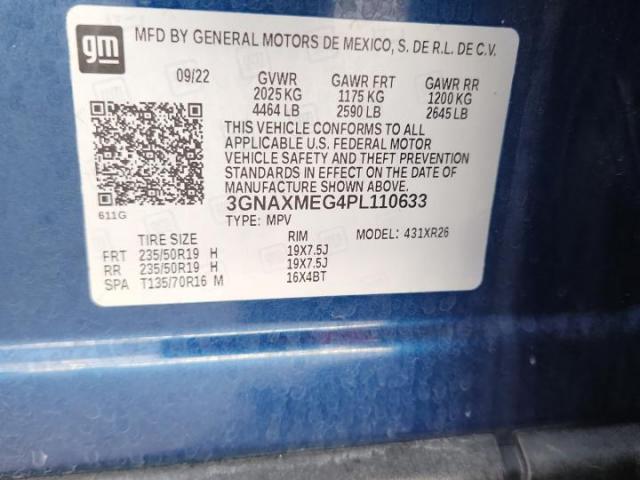 gm
MFD BY GENERAL MOTORS DE MEXICO, S. DE R.L. DE C.V.
09/22 GVWR GAWR FRT GAWR RR
2025 KG 1175 KG 1200 KG
4464 LB 2590 LB 2645 LB
THIS VEHICLE CONFORMS TO ALL
APPLICABLE U.S. FEDERAL MOTOR
VEHICLE SAFETY AND THEFT PREVENTION
STANDARDS IN EFFECT ON THE DATE OF
MANUFACTURE SHOWN ABOVE.
611G
3GNAXMEG4PL110633
TYPE: MPV MODEL: 431XR26
TIRE SIZE RIM
FRT 235/50R19 H 19X7.5J
RR 235/50R19 H 19X7.5J
SPA T135/70R16 M 16X4BT